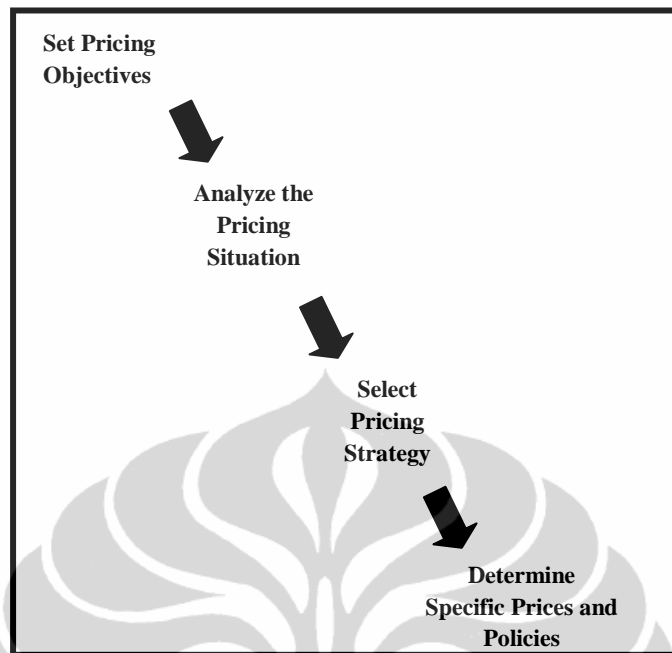 Set Pricing
Objectives
Analyze the
Pricing
Situation
Select
Pricing
Strategy
Determine
Specific Prices and
Policies